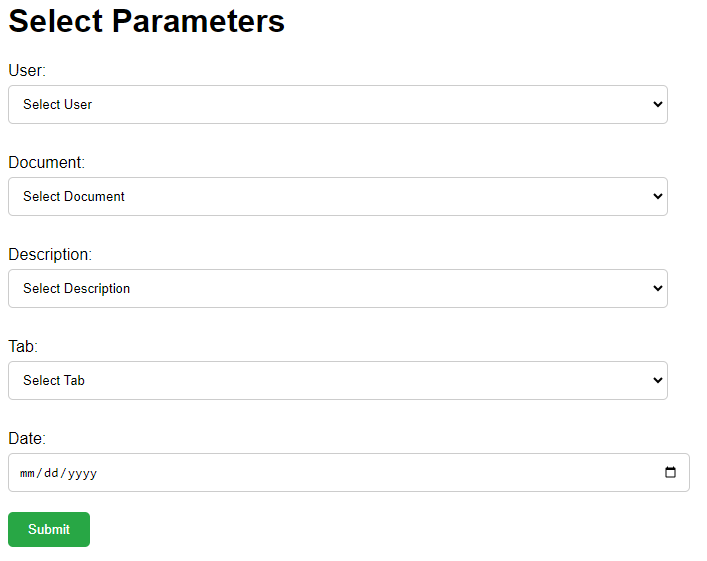 Select Parameters
User:
Select User
Document:
Select Document
Description:
Select Description
Tab:
Select Tab
Date:
mm/dd/yyyy
Submit